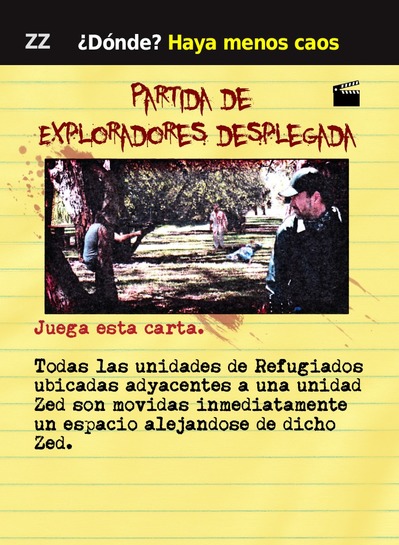 ZZ ¿Dónde? Haya menos caos
PARTIDA DE
EXPLORADORES DESPLEGADA
Juega esta carta.
Todas las unidades de Refugiados
ubicadas adyacentes a una unidad
Zed son movidas inmediatamente
un espacio alejandose de dicho
Zed.